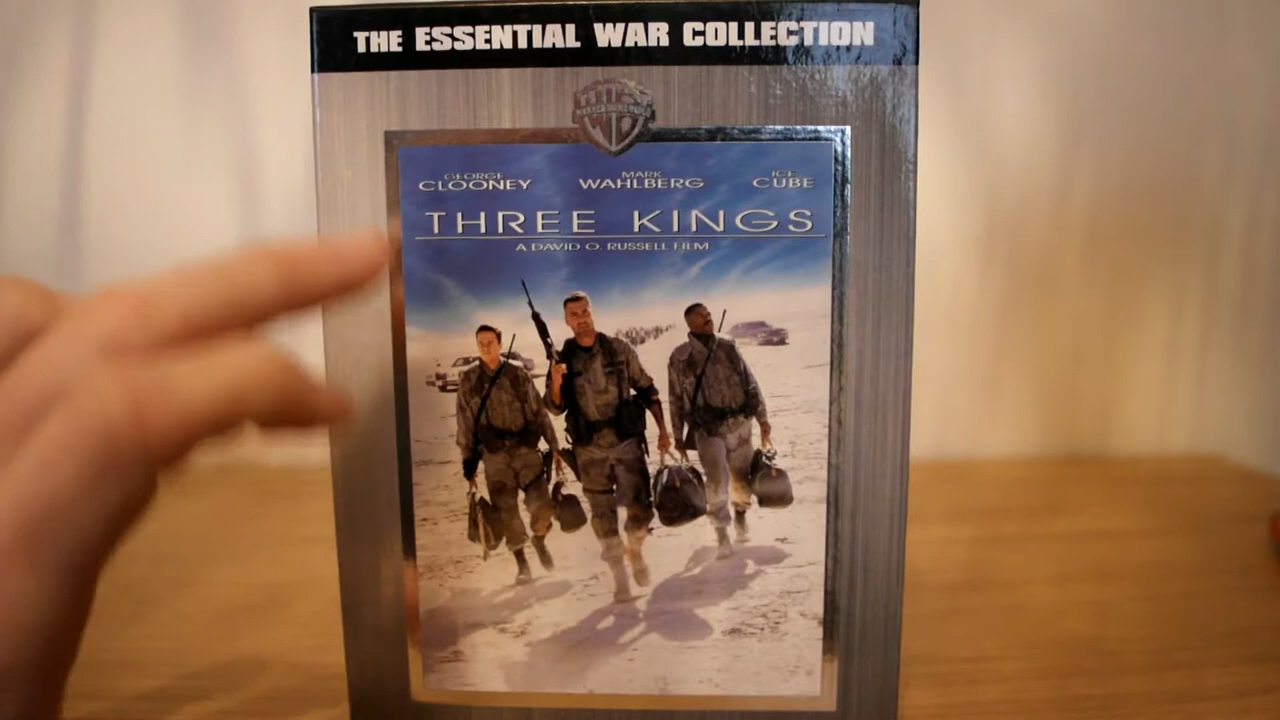 THE ESSENTIAL WAR COLLECTION
GEORGE CLOONEY
MARK WAHLBERG
ICE CUBE
THREE KINGS
A DAVID O. RUSSELL FILM